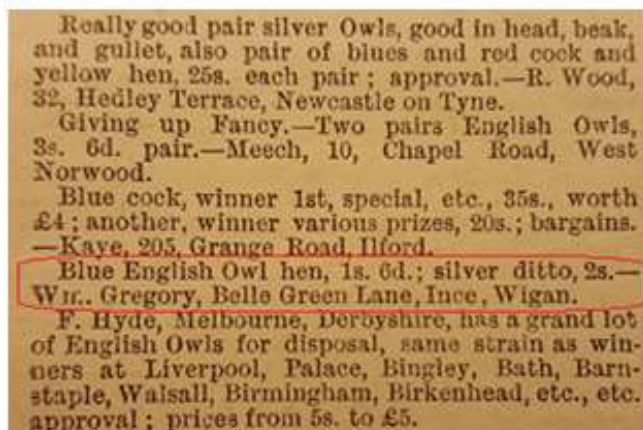 Really good pair silver Owls, good in head, beak,
and gullet, also pair of blues and red cock and
yellow hen, 25s. each pair; approval.—R. Wood,
32, Hedley Terrace, Newcastle on Tyne.
Giving up Fancy.—Two pairs English Owls,
3s. 6d. pair.—Meech, 10, Chapel Road, West
Norwood.
Blue cock, winner 1st, special, etc., 35s., worth
£4; another, winner various prizes, 20s.; bargains.
—Kaye, 205, Grange Road, Ilford.
Blue English Owl hen, 1s. 6d.; silver ditto, 2s.—
Wm. Gregory, Belle Green Lane, Ince, Wigan.
F. Hyde, Melbourne, Derbyshire, has a grand lot
of English Owls for disposal, same strain as win-
ners at Liverpool, Palace, Bingley, Bath, Barn-
staple, Walsall, Birmingham, Birkenhead, etc., etc.
approval; prices from 5s. to £5.